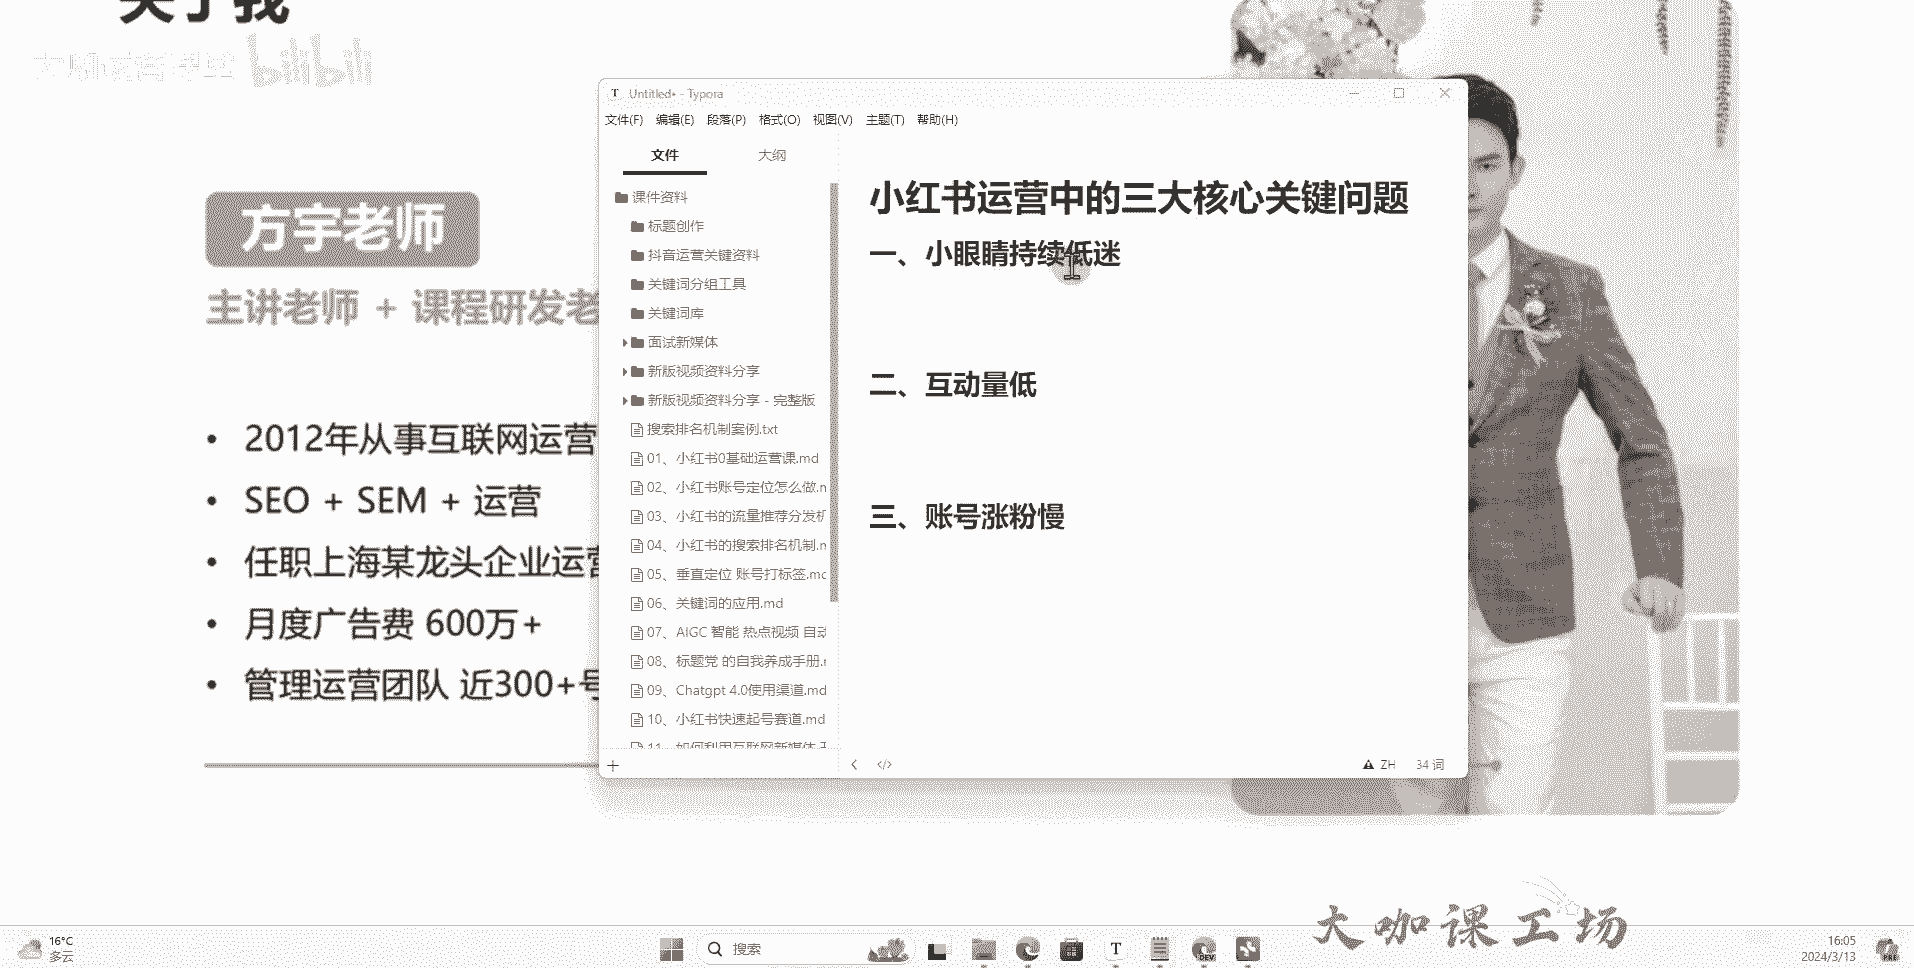 关于我
bilibili
方宇老师
主讲老师 + 课程研发老
2012年从事互联网运营
SEO + SEM + 运营
任职上海某龙头企业运营
月度广告费 600万+
管理运营团队 近300+号
Untitled• - Typora
文件(F) 编辑(E) 段落(P) 格式(O) 视图(V) 主题(T) 帮助(H)
文件 大纲
课件资料
标题创作
抖音运营关键资料
关键词分组工具
关键词库
面试新媒体
新版视频资料分享
新版视频资料分享 - 完整版
搜索排名机制案例.txt
01、小红书0基础运营课.md
02、小红书账号定位怎么做.m
03、小红书的流量推荐分发机
04、小红书的搜索排名机制.m
05、垂直定位 账号打标签.mc
06、关键词的应用.md
07、AIGC 智能 热点视频 自动
08、标题党 的自我养成手册.r
09、Chatgpt 4.0使用渠道.md
10、小红书快速起号赛道.md
11、如何利用互联网新媒体
小红书运营中的三大核心关键问题
一、小眼睛持续低迷
二、互动量低
三、账号涨粉慢
ZH 34 词
大咖课工场
16°C
多云
搜索
16:05
2024/3/13